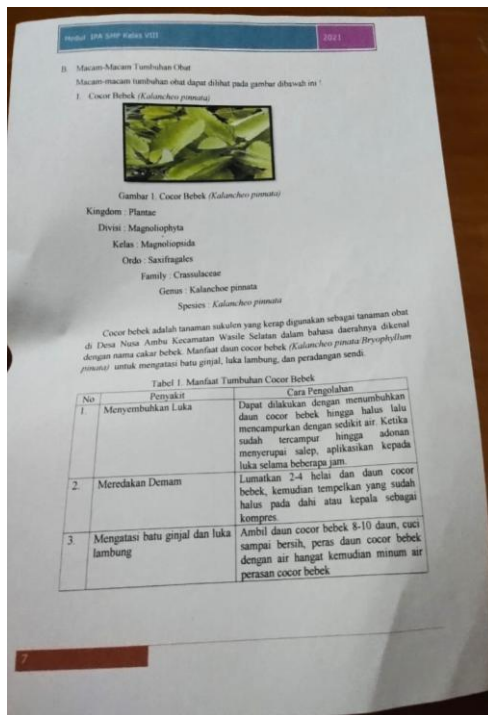 Modul IPA SMP Kelas VIII 2021
B. Macam-Macam Tumbuhan Obat
Macam-macam tumbuhan obat dapat dilihat pada gambar dibawah ini :
1. Cocor Bebek (Kalancheo pinnata)
Gambar 1. Cocor Bebek (Kalancheo pinnata)
Kingdom : Plantae
Divisi : Magnoliophyta
Kelas : Magnoliopsida
Ordo : Saxifragales
Family : Crassulaceae
Genus : Kalanchoe pinnata
Spesies : Kalancheo pinnata
Cocor bebek adalah tanaman sukulen yang kerap digunakan sebagai tanaman obat
di Desa Nusa Ambu Kecamatan Wasile Selatan dalam bahasa daerahnya dikenal
dengan nama cakar bebek. Manfaat daun cocor bebek (Kalancheo pinata/Bryophyllum
pinnata) untuk mengatasi batu ginjal, luka lambung, dan peradangan sendi.
Tabel 1. Manfaat Tumbuhan Cocor Bebek
No Penyakit Cara Pengolahan
1. Menyembuhkan Luka Dapat dilakukan dengan menumbuhkan
daun cocor bebek hingga halus lalu
mencampurkan dengan sedikit air. Ketika
sudah tercampur hingga adonan
menyerupai salep, aplikasikan kepada
luka selama beberapa jam.
2. Meredakan Demam Lumatkan 2-4 helai dan daun cocor
bebek, kemudian tempelkan yang sudah
halus pada dahi atau kepala sebagai
kompres
3. Mengatasi batu ginjal dan luka Ambil daun cocor bebek 8-10 daun, cuci
lambung sampai bersih, peras daun cocor bebek
dengan air hangat kemudian minum air
perasan cocor bebek
7